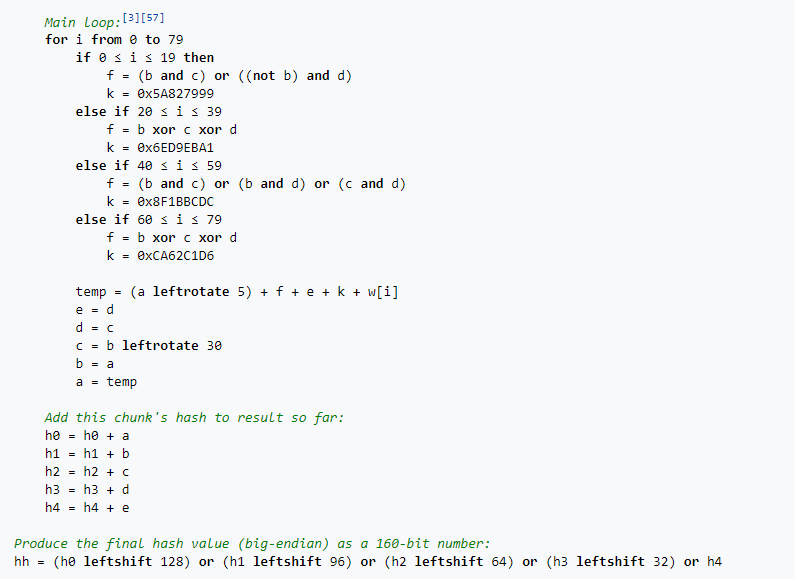 Main loop:[3][57]
for i from 0 to 79
if 0 ≤ i ≤ 19 then
f = (b and c) or ((not b) and d)
k = 0x5A827999
else if 20 ≤ i ≤ 39
f = b xor c xor d
k = 0x6ED9EBA1
else if 40 ≤ i ≤ 59
f = (b and c) or (b and d) or (c and d)
k = 0x8F1BBCDC
else if 60 ≤ i ≤ 79
f = b xor c xor d
k = 0xCA62C1D6
temp = (a leftrotate 5) + f + e + k + w[i]
e = d
d = c
c = b leftrotate 30
b = a
a = temp
Add this chunk's hash to result so far:
h0 = h0 + a
h1 = h1 + b
h2 = h2 + c
h3 = h3 + d
h4 = h4 + e
Produce the final hash value (big-endian) as a 160-bit number:
hh = (h0 leftshift 128) or (h1 leftshift 96) or (h2 leftshift 64) or (h3 leftshift 32) or h4